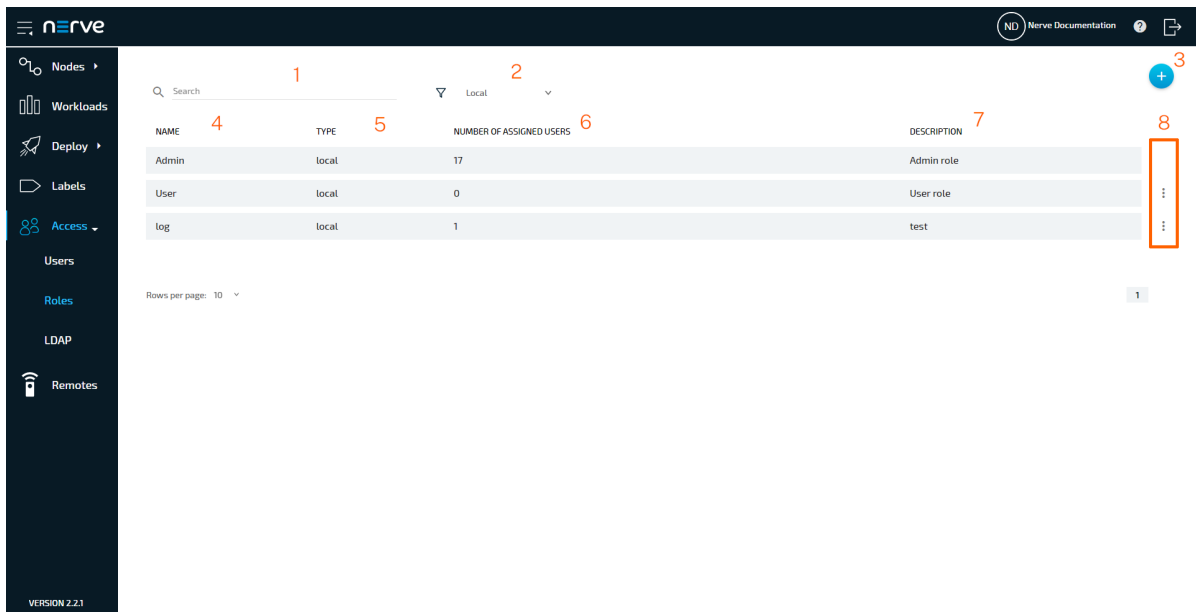 nerve
ND Nerve Documentation ?
Nodes
Workloads
Deploy
Labels
Access
Users
Roles
LDAP
Remotes
VERSION 2.2.1
1 2 3
Search Local +
NAME 4 TYPE 5 NUMBER OF ASSIGNED USERS 6 DESCRIPTION 7 8
Admin local 17 Admin role
User local 0 User role
log local 1 test
Rows per page: 10 1